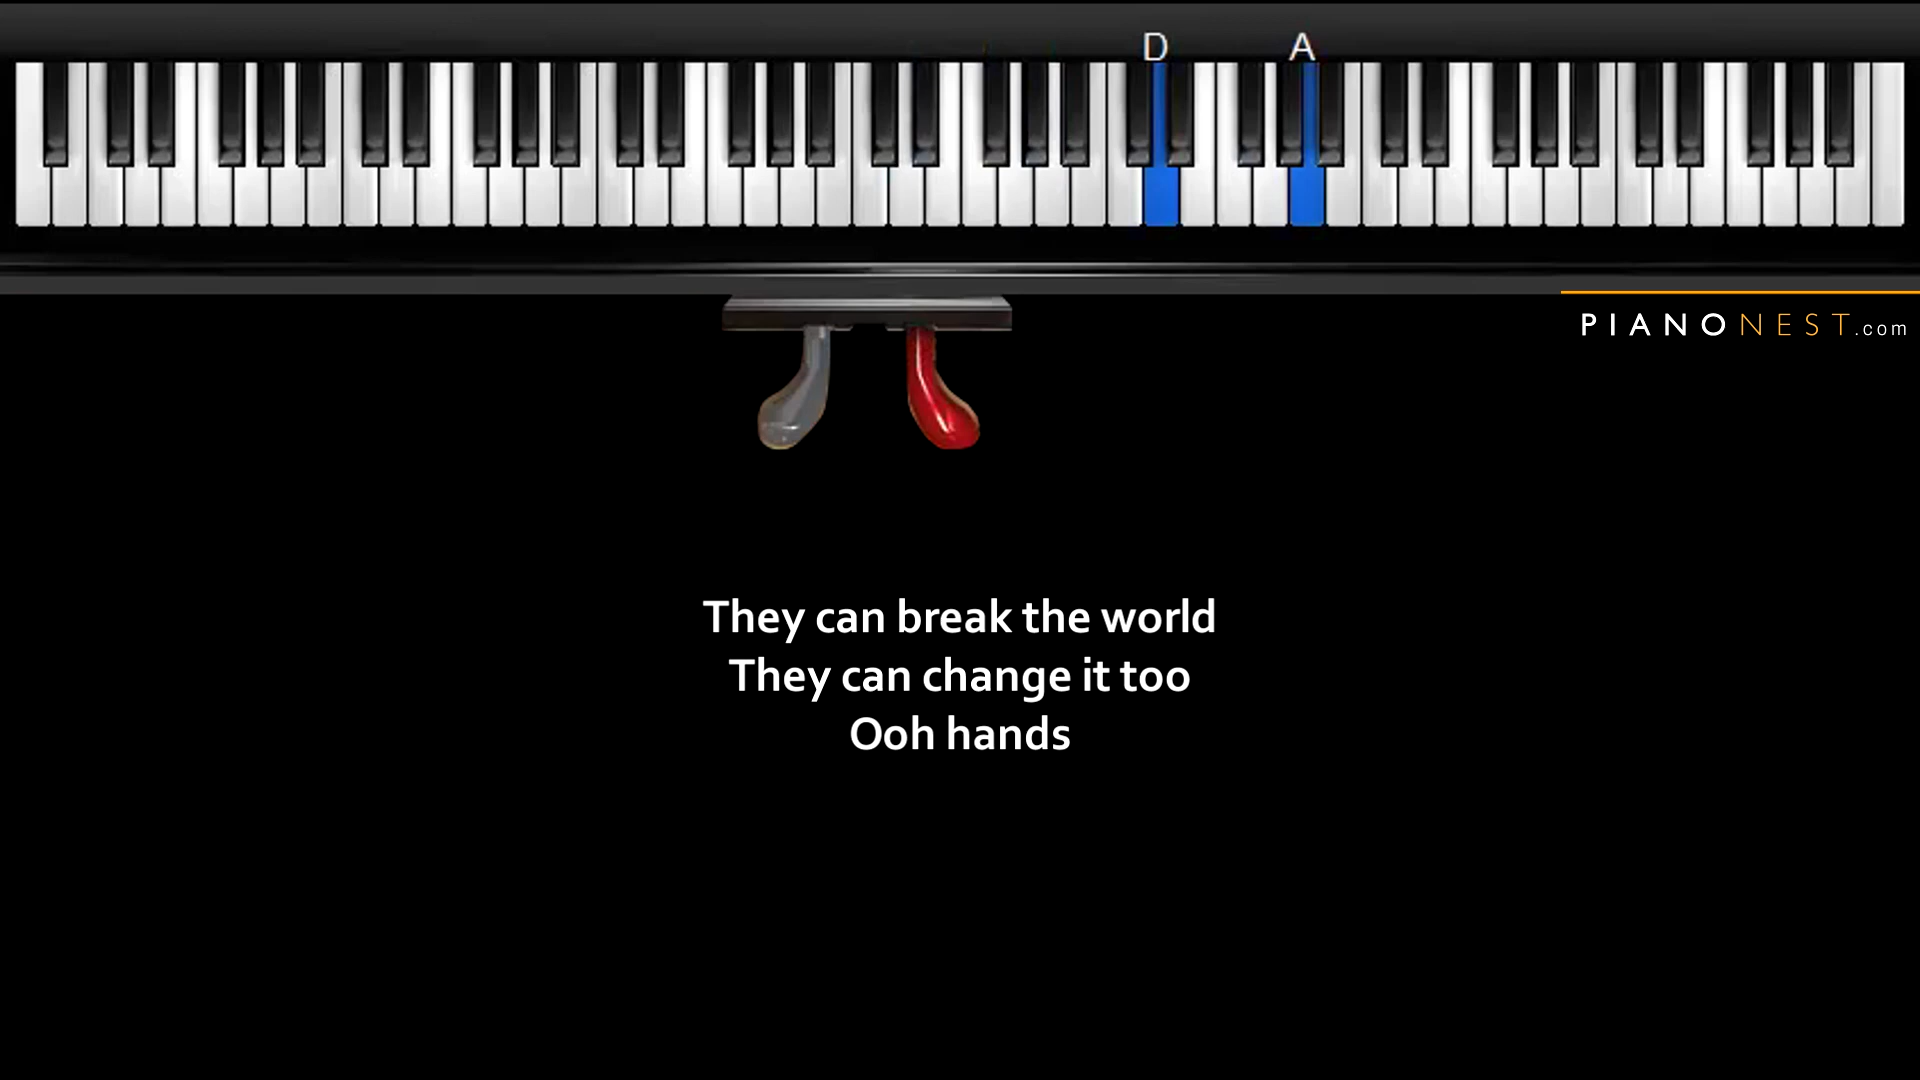 D A
PIANONEST.com
They can break the world
They can change it too
Ooh hands